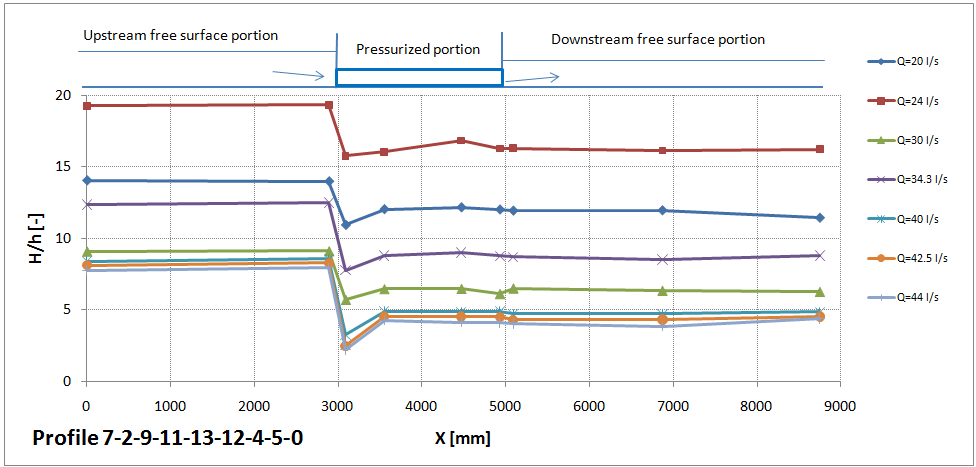 Upstream free surface portion
Pressurized portion
Downstream free surface portion
H/h [-]
20
15
10
5
0
0 1000 2000 3000 4000 5000 6000 7000 8000 9000
X [mm]
Profile 7-2-9-11-13-12-4-5-0
Q=20 l/s
Q=24 l/s
Q=30 l/s
Q=34.3 l/s
Q=40 l/s
Q=42.5 l/s
Q=44 l/s